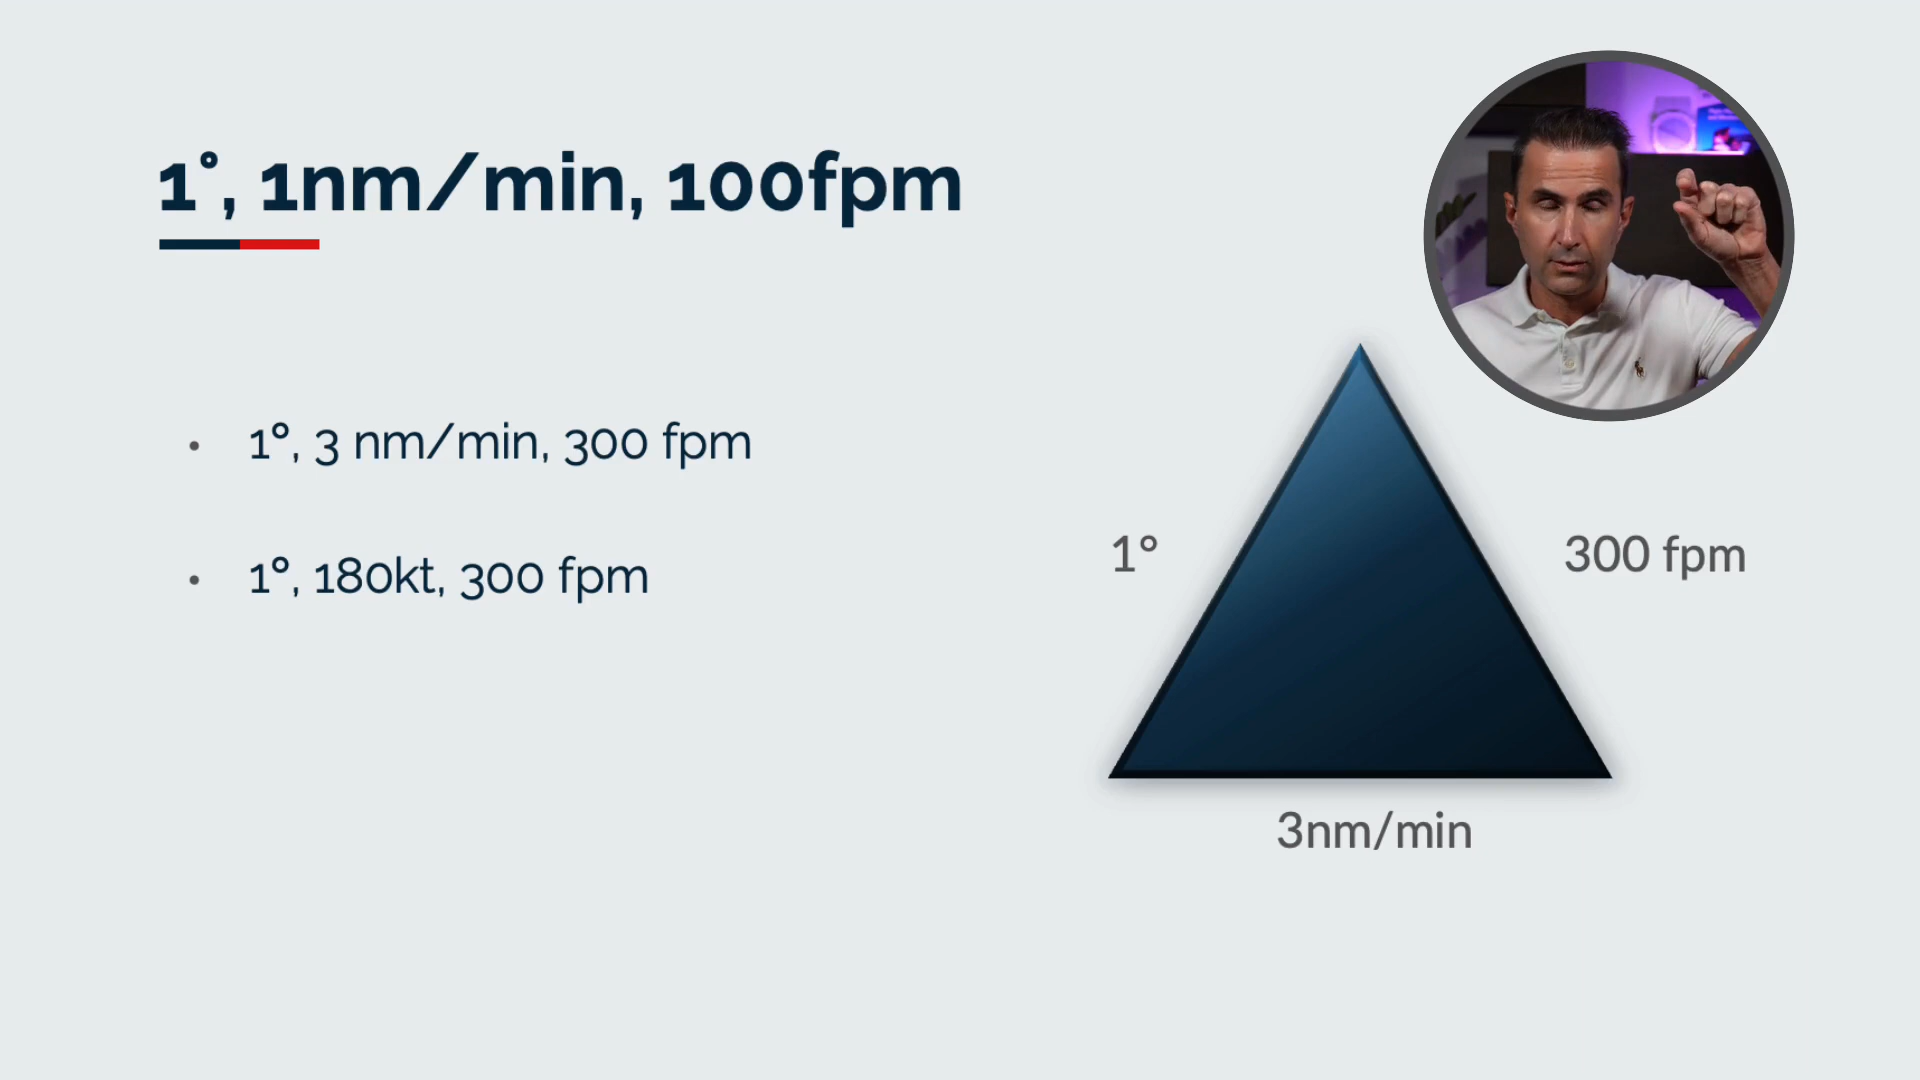 1°, 1nm/min, 100fpm
1°, 3 nm/min, 300 fpm
1°, 180kt, 300 fpm
1°
300 fpm
3nm/min